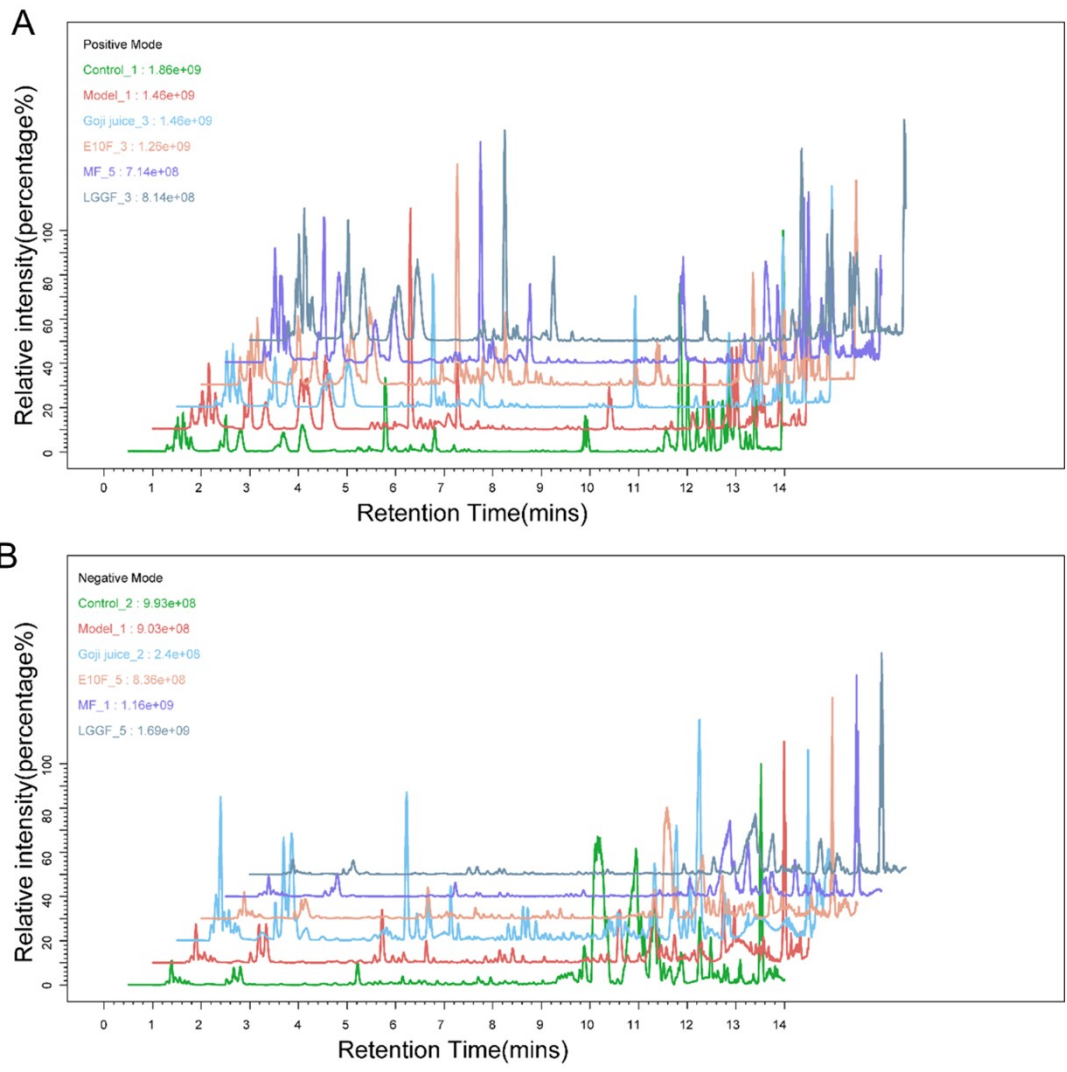 A
Positive Mode
Control_1 : 1.86e+09
Model_1 : 1.46e+09
Goji juice_3 : 1.46e+09
E10F_3 : 1.26e+09
MF_5 : 7.14e+08
LGGF_3 : 8.14e+08
Relative intensity(percentage%)
100
80
60
40
20
0
0 1 2 3 4 5 6 7 8 9 10 11 12 13 14
Retention Time(mins)
B
Negative Mode
Control_2 : 9.93e+08
Model_1 : 9.03e+08
Goji juice_2 : 2.4e+08
E10F_5 : 8.36e+08
MF_1 : 1.16e+09
LGGF_5 : 1.69e+09
Relative intensity(percentage%)
100
80
60
40
20
0
0 1 2 3 4 5 6 7 8 9 10 11 12 13 14
Retention Time(mins)